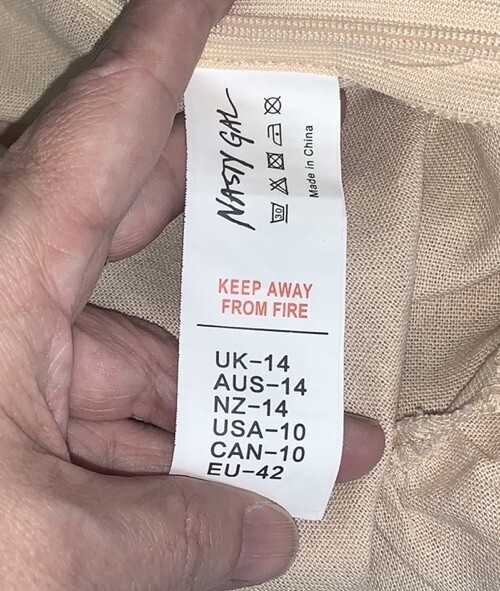 NASTY GAL
30
Made in China
KEEP AWAY
FROM FIRE
UK-14
AUS-14
NZ-14
USA-10
CAN-10
EU-42